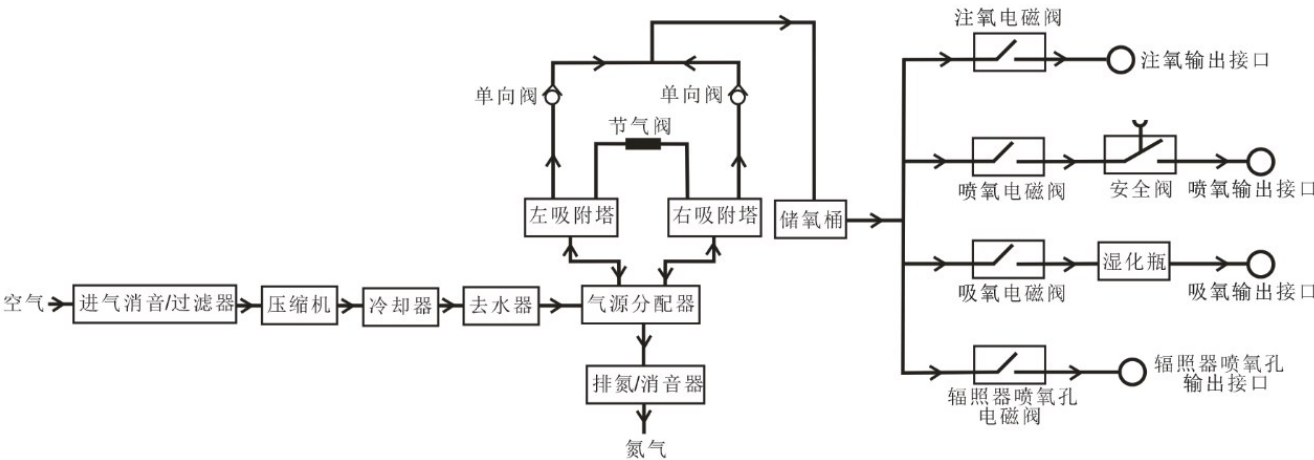 注氧电磁阀
注氧输出接口
单向阀
单向阀
节气阀
喷氧电磁阀
安全阀
喷氧输出接口
左吸附塔
右吸附塔
储氧桶
湿化瓶
吸氧电磁阀
吸氧输出接口
空气
进气消音/过滤器
压缩机
冷却器
去水器
气源分配器
排氮/消音器
氮气
辐照器喷氧孔
电磁阀
辐照器喷氧孔
输出接口